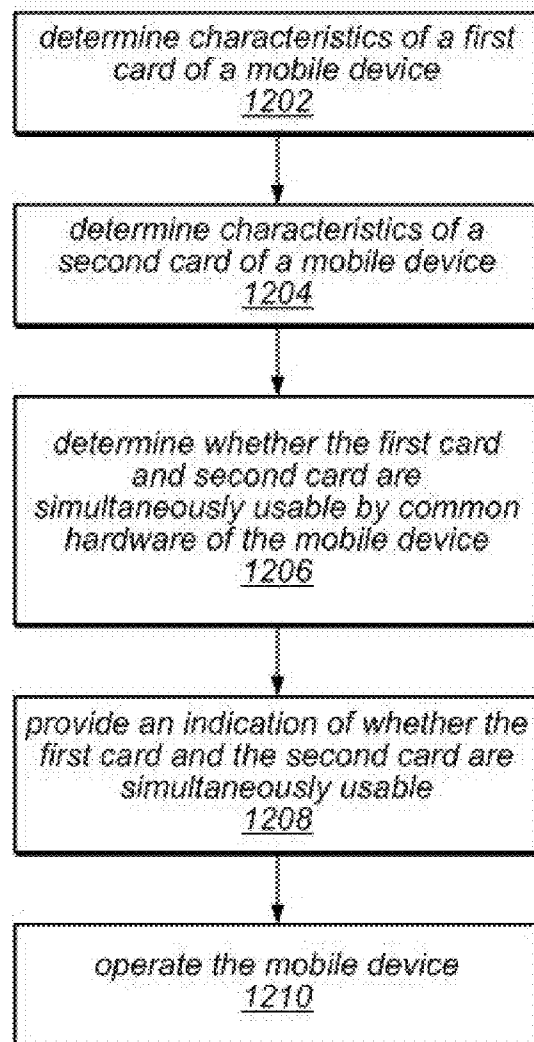 determine characteristics of a first
card of a mobile device
1202
determine characteristics of a
second card of a mobile device
1204
determine whether the first card
and second card are
simultaneously usable by common
hardware of the mobile device
1206
provide an indication of whether the
first card and the second card are
simultaneously usable
1208
operate the mobile device
1210